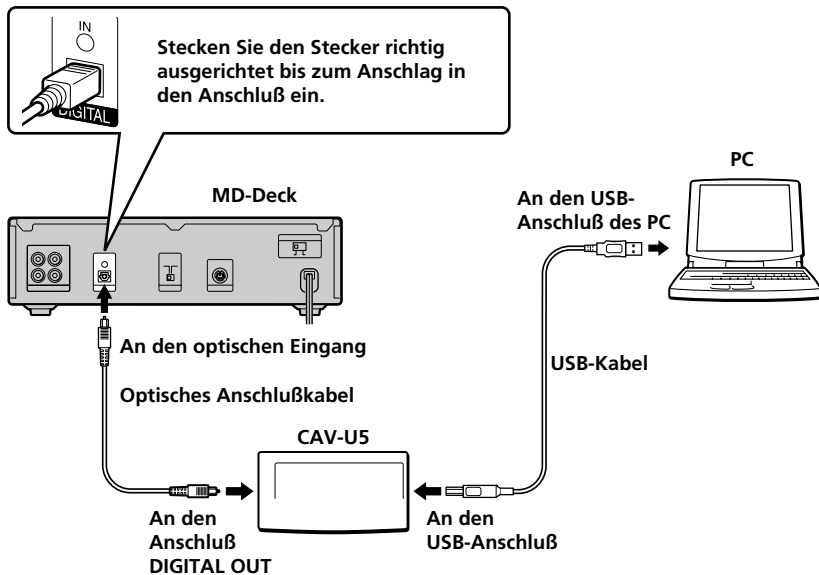 IN
DIGITAL
Stecken Sie den Stecker richtig
ausgerichtet bis zum Anschlag in
den Anschluß ein.
MD-Deck
PC
An den USB-
Anschluß des PC
An den optischen Eingang
USB-Kabel
Optisches Anschlußkabel
CAV-U5
An den
Anschluß
DIGITAL OUT
An den
USB-Anschluß